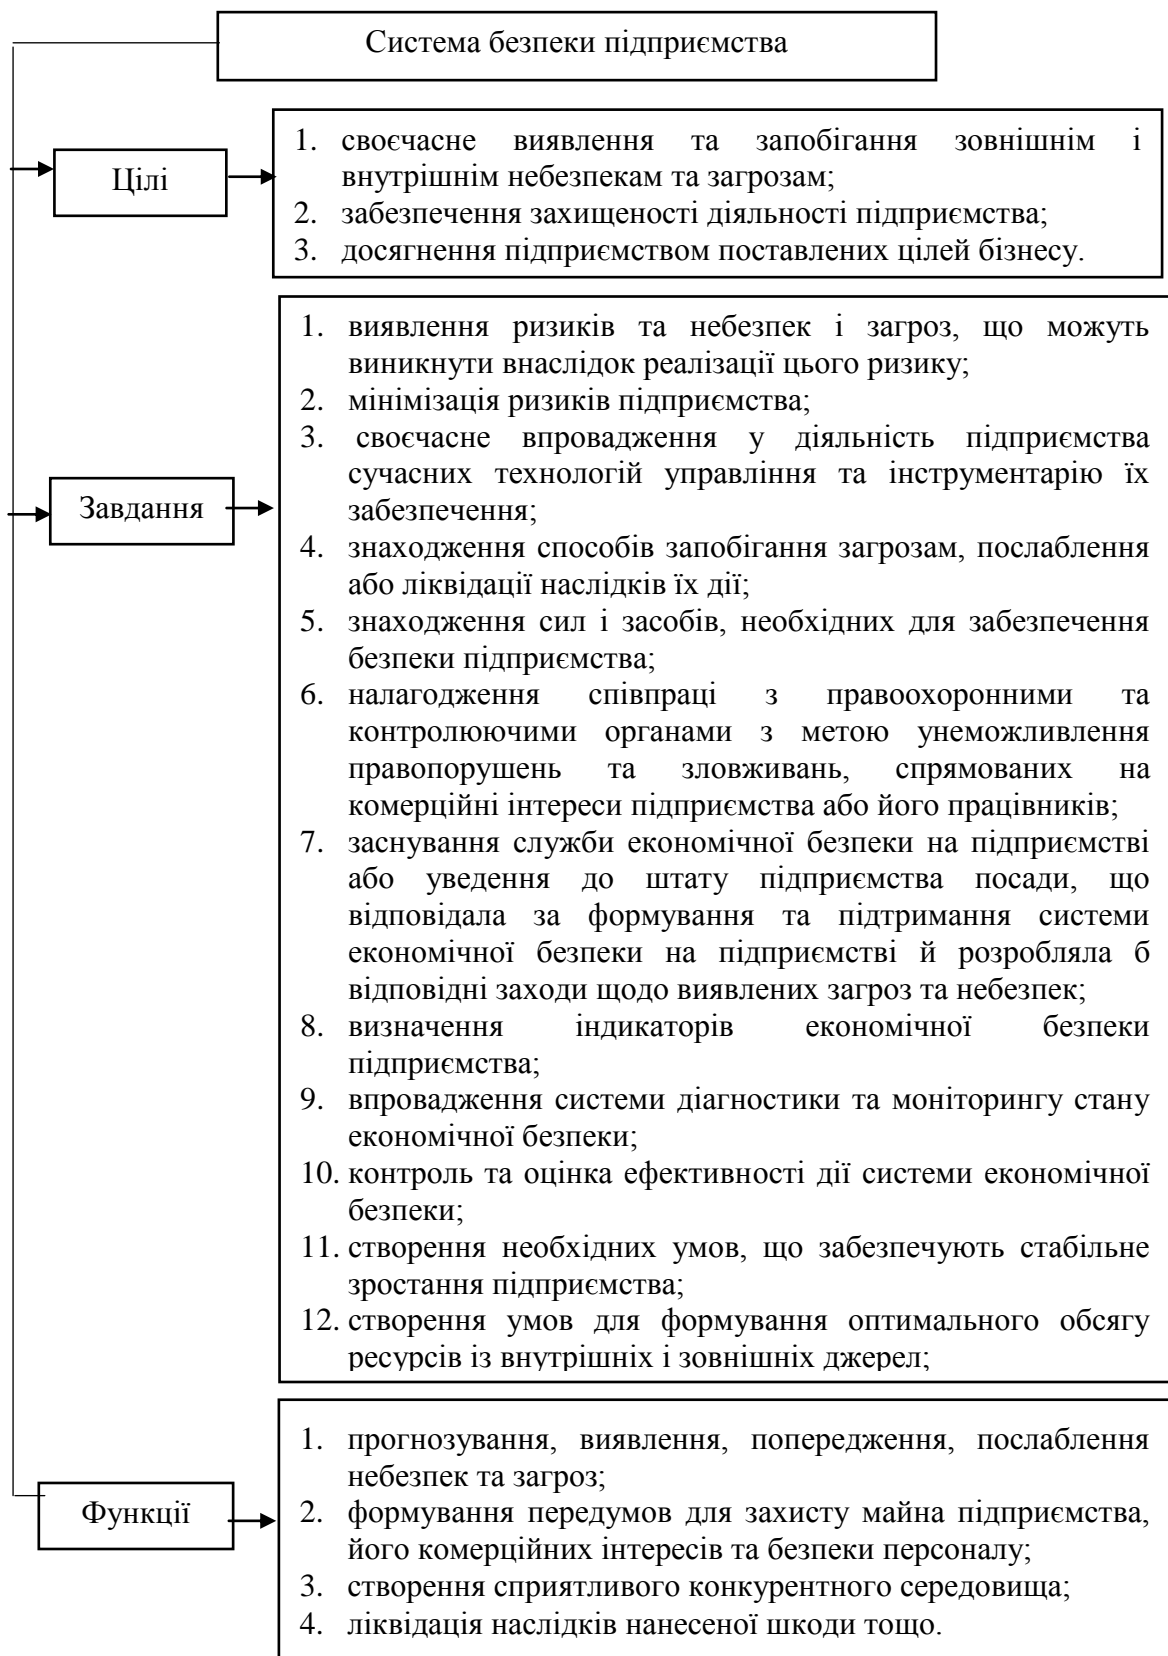 Система безпеки підприємства
Цілі
1. своєчасне виявлення та запобігання зовнішнім і
внутрішнім небезпекам та загрозам;
2. забезпечення захищеності діяльності підприємства;
3. досягнення підприємством поставлених цілей бізнесу.
Завдання
1. виявлення ризиків та небезпек і загроз, що можуть
виникнути внаслідок реалізації цього ризику;
2. мінімізація ризиків підприємства;
3. своєчасне впровадження у діяльність підприємства
сучасних технологій управління та інструментарію їх
забезпечення;
4. знаходження способів запобігання загрозам, послаблення
або ліквідації наслідків їх дії;
5. знаходження сил і засобів, необхідних для забезпечення
безпеки підприємства;
6. налагодження співпраці з правоохоронними та
контролюючими органами з метою унеможливлення
правопорушень та зловживань, спрямованих на
комерційні інтереси підприємства або його працівників;
7. заснування служби економічної безпеки на підприємстві
або уведення до штату підприємства посади, що
відповідала за формування та підтримання системи
економічної безпеки на підприємстві й розробляла б
відповідні заходи щодо виявлених загроз та небезпек;
8. визначення індикаторів економічної безпеки
підприємства;
9. впровадження системи діагностики та моніторингу стану
економічної безпеки;
10. контроль та оцінка ефективності дії системи економічної
безпеки;
11. створення необхідних умов, що забезпечують стабільне
зростання підприємства;
12. створення умов для формування оптимального обсягу
ресурсів із внутрішніх і зовнішніх джерел;
Функції
1. прогнозування, виявлення, попередження, послаблення
небезпек та загроз;
2. формування передумов для захисту майна підприємства,
його комерційних інтересів та безпеки персоналу;
3. створення сприятливого конкурентного середовища;
4. ліквідація наслідків нанесеної шкоди тощо.